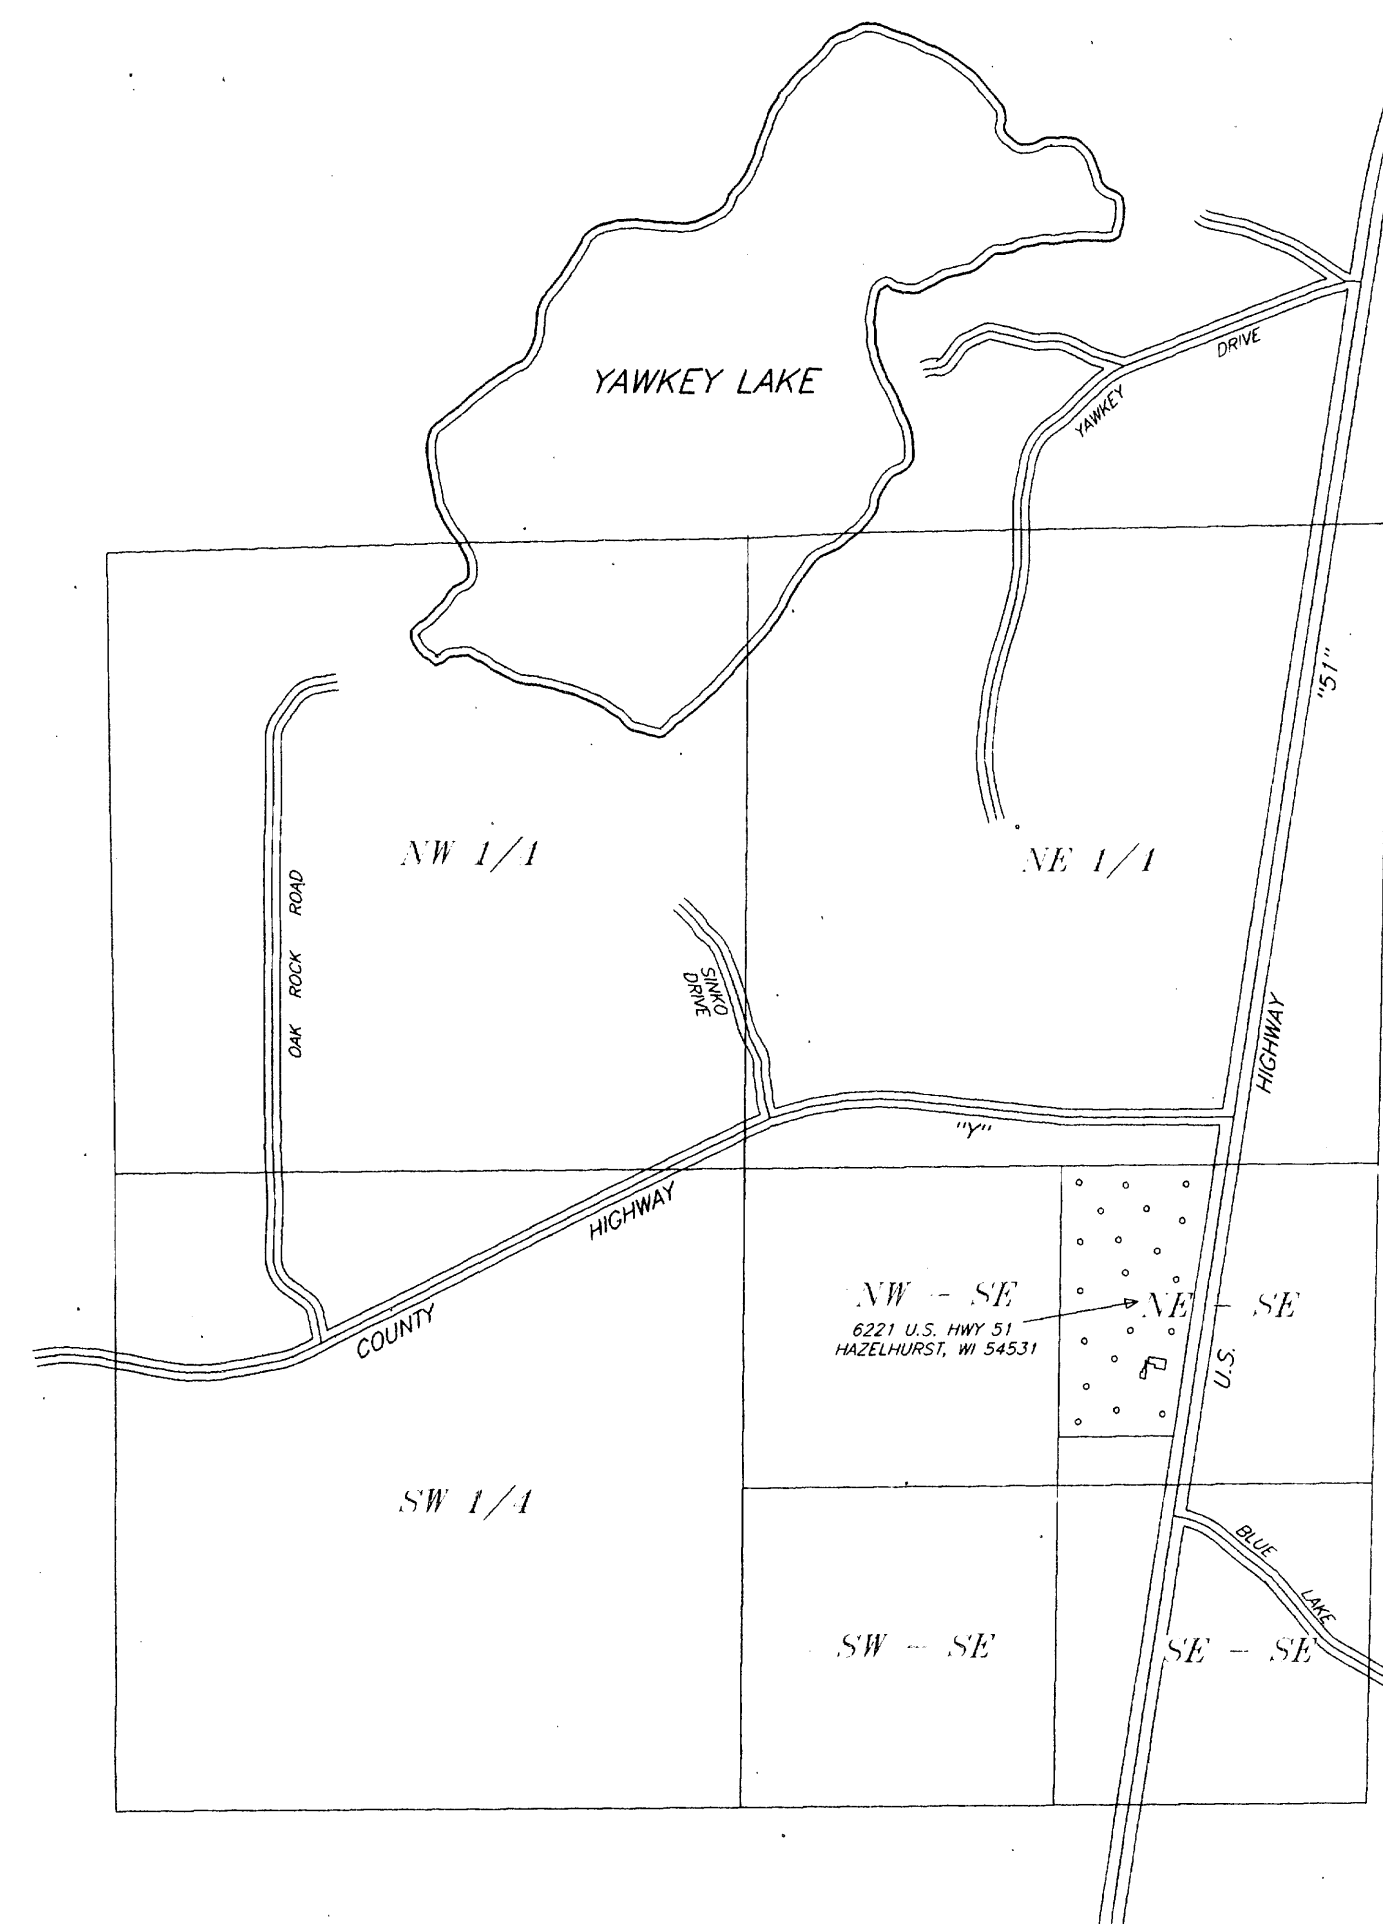 YAWKEY LAKE
DRIVE
YAWKEY
"51"
NW 1/4
NE 1/4
OAK ROCK ROAD
SINKO
DRIVE
HIGHWAY
"Y"
HIGHWAY
COUNTY
NW - SE
NE - SE
6221 U.S. HWY 51
HAZELHURST, WI 54531
U.S.
SW 1/4
BLUE
LAKE
SW - SE
SE - SE